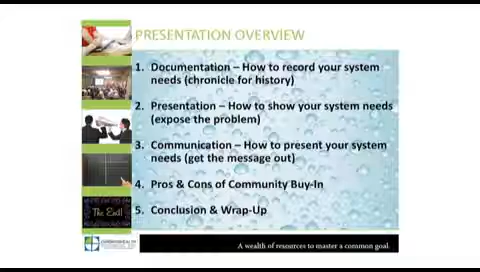 PRESENTATION OVERVIEW
1. Documentation – How to record your system
needs (chronicle for history)
2. Presentation – How to show your system needs
(expose the problem)
3. Communication – How to present your system
needs (get the message out)
4. Pros & Cons of Community Buy-In
The End!
5. Conclusion & Wrap-Up
A wealth of resources to master a common goal.